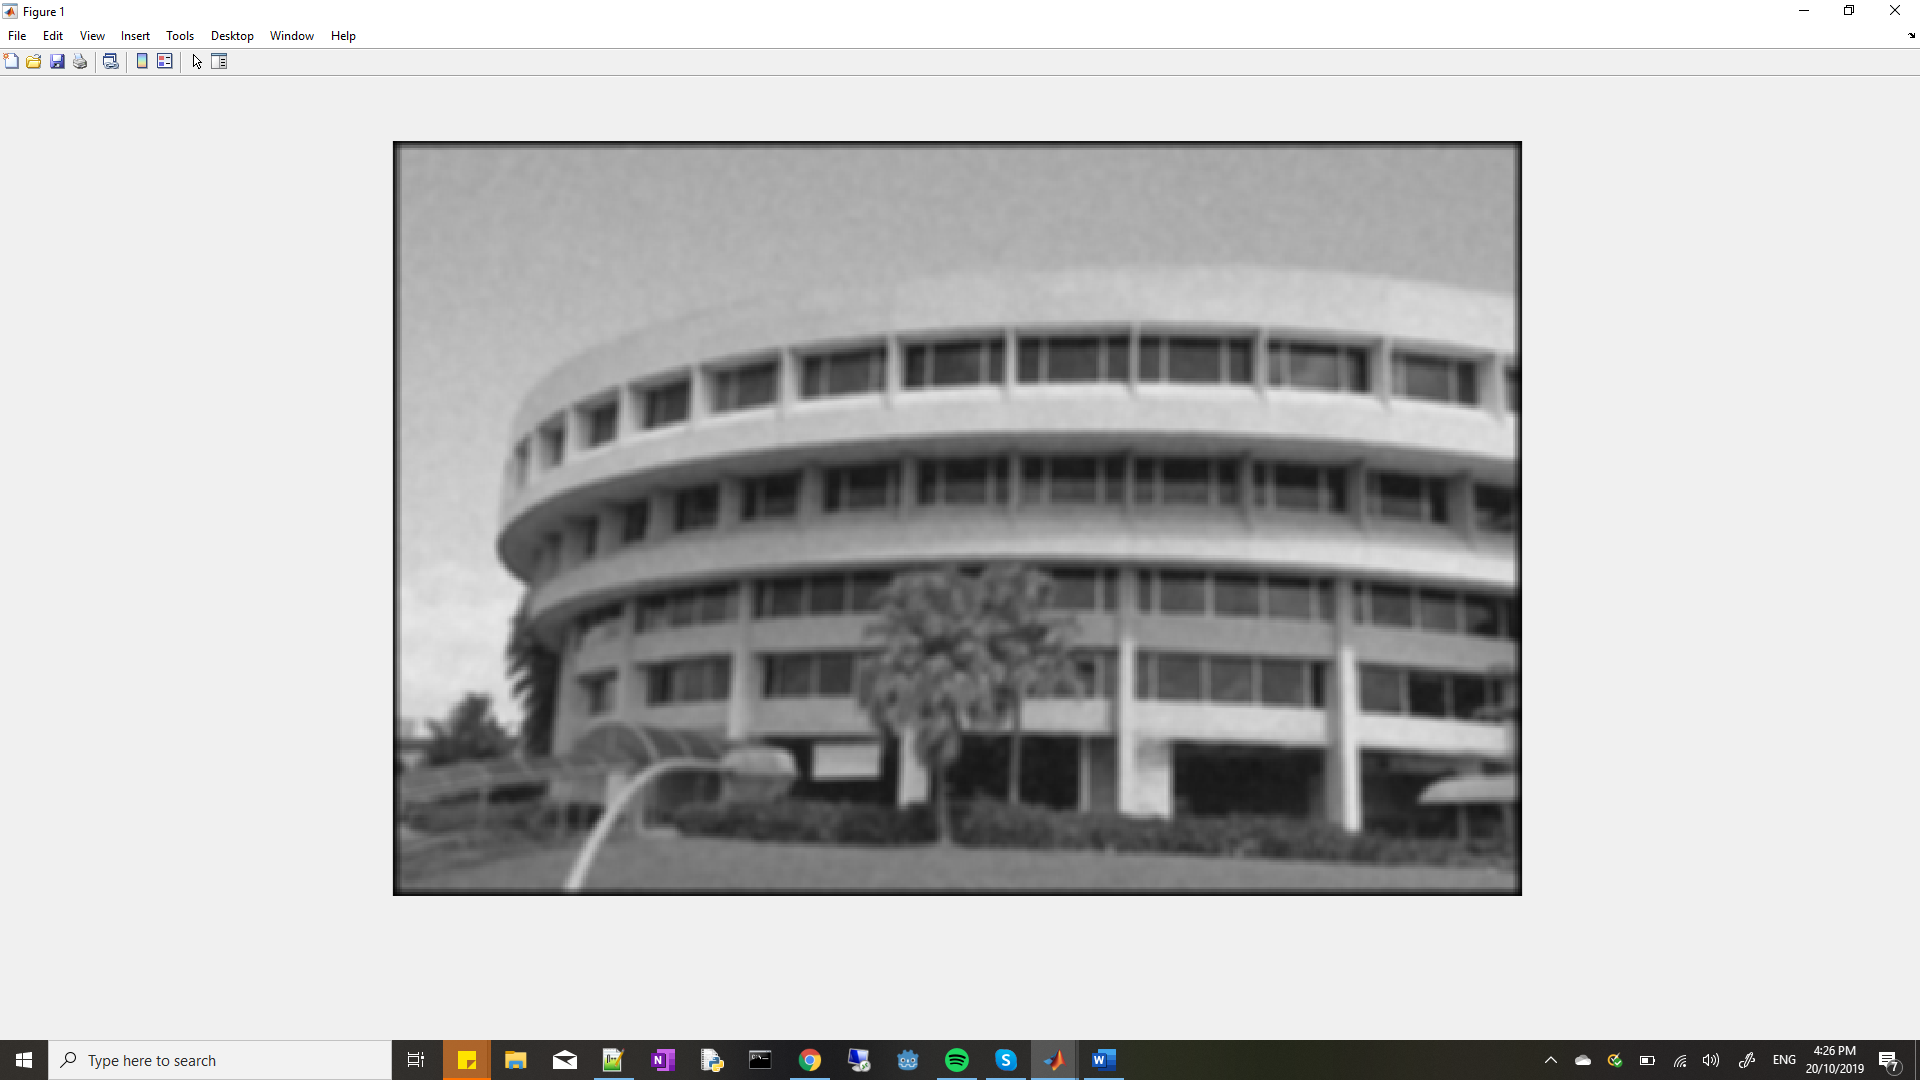 Figure 1
File Edit View Insert Tools Desktop Window Help
Type here to search
ENG
4:26 PM
20/10/2019
7